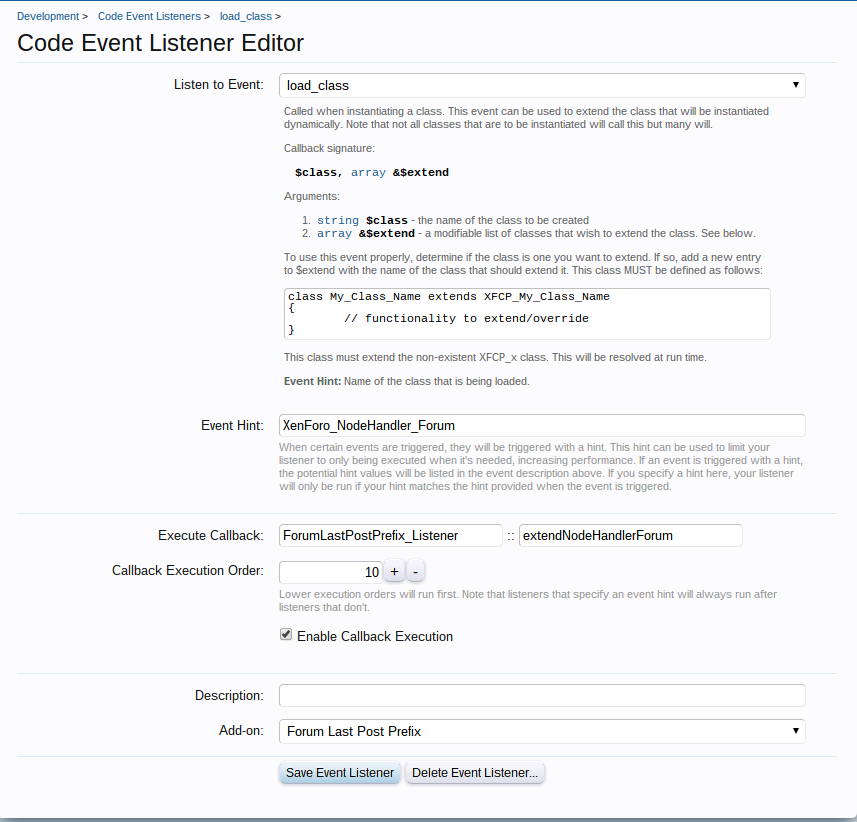 Development > Code Event Listeners > load_class >
Code Event Listener Editor
Listen to Event: load_class
Called when instantiating a class. This event can be used to extend the class that will be instantiated
dynamically. Note that not all classes that are to be instantiated will call this but many will.
Callback signature:
$class, array &$extend
Arguments:
1. string $class - the name of the class to be created
2. array &$extend - a modifiable list of classes that wish to extend the class. See below.
To use this event properly, determine if the class is one you want to extend. If so, add a new entry
to $extend with the name of the class that should extend it. This class MUST be defined as follows:
class My_Class_Name extends XFCP_My_Class_Name
{
// functionality to extend/override
}
This class must extend the non-existent XFCP_x class. This will be resolved at run time.
Event Hint: Name of the class that is being loaded.
Event Hint: XenForo_NodeHandler_Forum
When certain events are triggered, they will be triggered with a hint. This hint can be used to limit your
listener to only being executed when it's needed, increasing performance. If an event is triggered with a hint,
the potential hint values will be listed in the event description above. If you specify a hint here, your listener
will only be run if your hint matches the hint provided when the event is triggered.
Execute Callback: ForumLastPostPrefix_Listener :: extendNodeHandlerForum
Callback Execution Order: 10 + -
Lower execution orders will run first. Note that listeners that specify an event hint will always run after
listeners that don't.
Enable Callback Execution
Description:
Add-on: Forum Last Post Prefix
Save Event Listener Delete Event Listener...